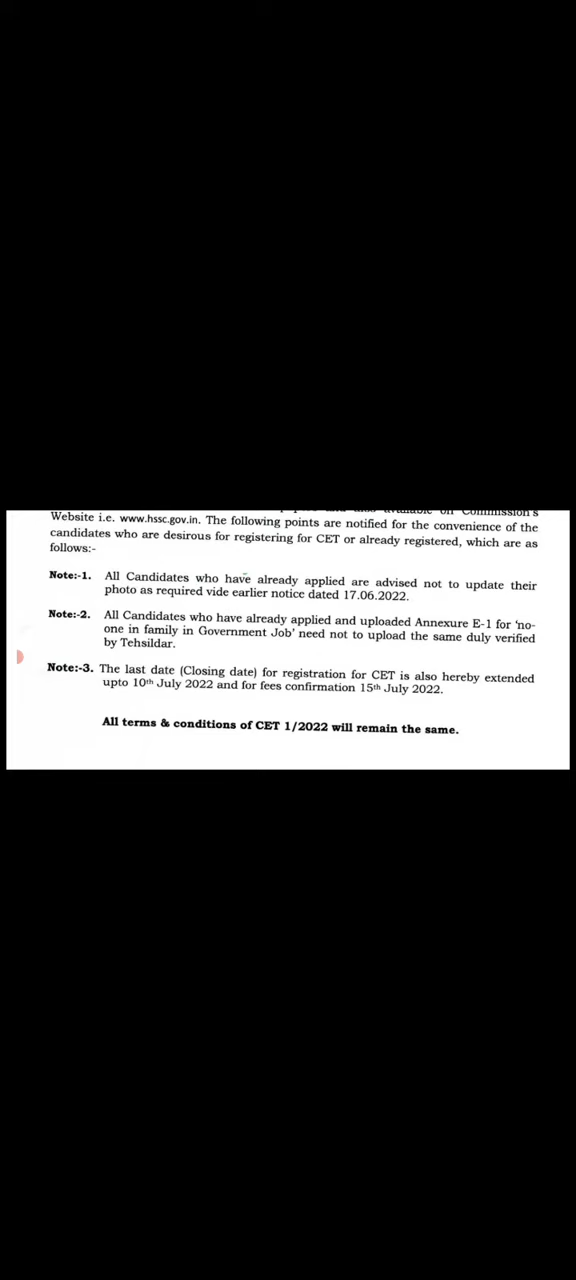 also available on Commission's
Website i.e. www.hssc.gov.in. The following points are notified for the convenience of the
candidates who are desirous for registering for CET or already registered, which are as
follows:-
Note:-1. All Candidates who have already applied are advised not to update their
photo as required vide earlier notice dated 17.06.2022.
Note:-2. All Candidates who have already applied and uploaded Annexure E-1 for 'no-
one in family in Government Job' need not to upload the same duly verified
by Tehsildar.
Note:-3. The last date (Closing date) for registration for CET is also hereby extended
upto 10th July 2022 and for fees confirmation 15th July 2022.
All terms & conditions of CET 1/2022 will remain the same.